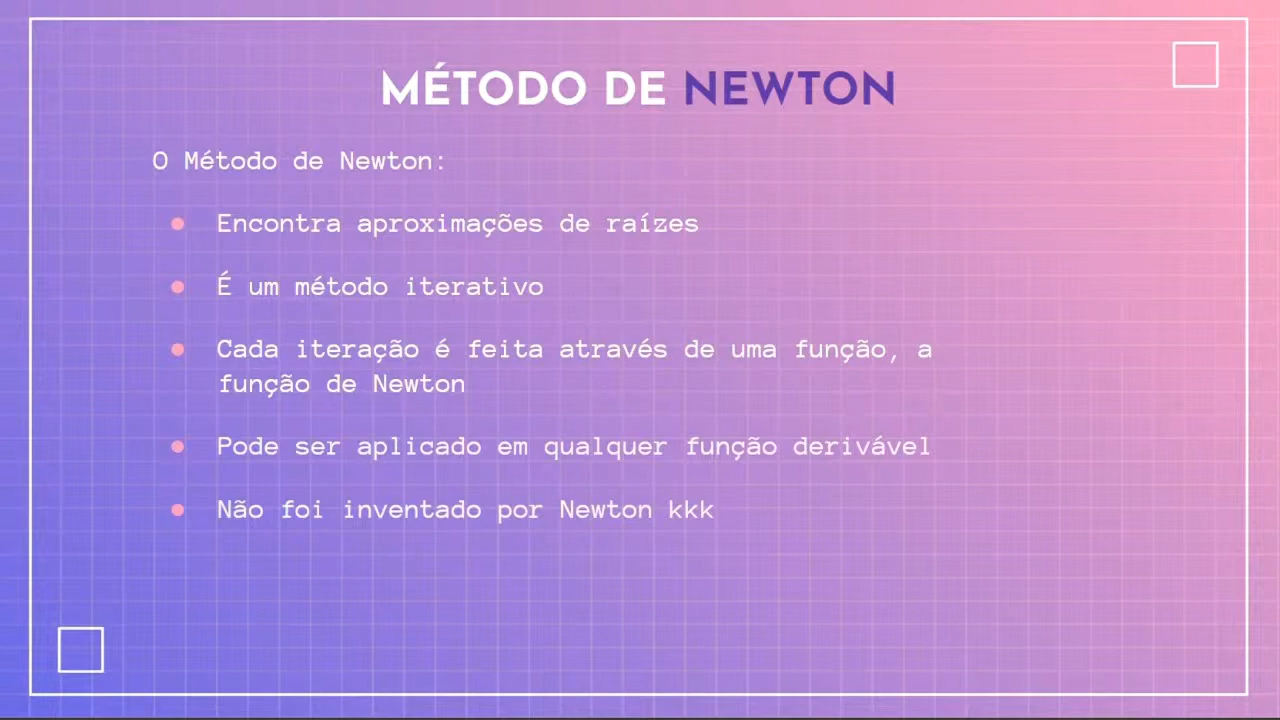 MÉTODO DE NEWTON
O Método de Newton:
Encontra aproximações de raízes
É um método iterativo
Cada iteração é feita através de uma função, a
função de Newton
Pode ser aplicado em qualquer função derivável
Não foi inventado por Newton kkk